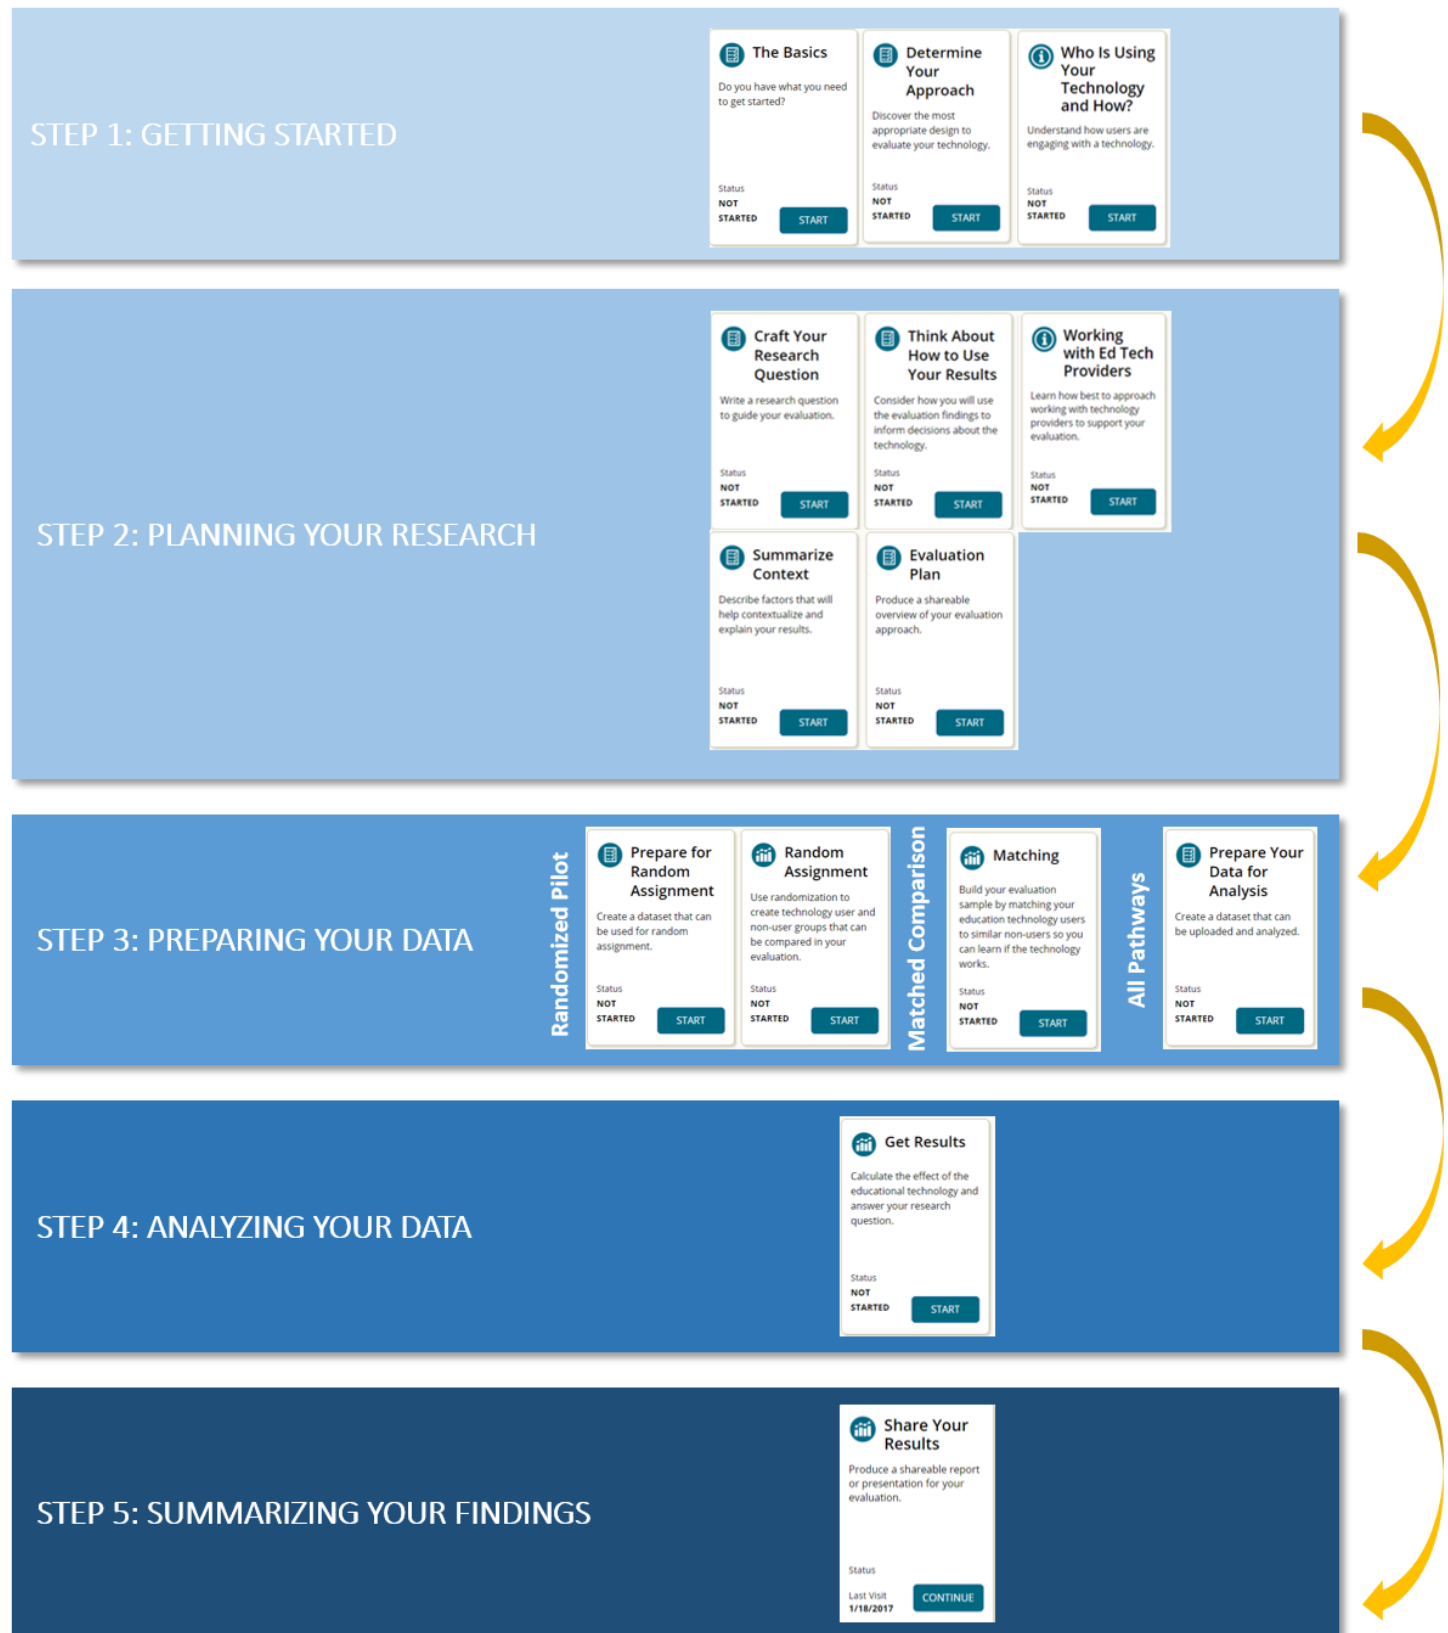 STEP 1: GETTING STARTED
The Basics
Do you have what you need
to get started?
Status
NOT
STARTED
START
Determine
Your
Approach
Discover the most
appropriate design to
evaluate your technology.
Status
NOT
STARTED
START
Who Is Using
Your
Technology
and How?
Understand how users are
engaging with a technology.
Status
NOT
STARTED
START
STEP 2: PLANNING YOUR RESEARCH
Craft Your
Research
Question
Write a research question
to guide your evaluation.
Status
NOT
STARTED
START
Think About
How to Use
Your Results
Consider how you will use
the evaluation findings to
inform decisions about the
technology.
Status
NOT
STARTED
START
Working
with Ed Tech
Providers
Learn how best to approach
working with technology
providers to support your
evaluation.
Status
NOT
STARTED
START
Summarize
Context
Describe factors that will
help contextualize and
explain your results.
Status
NOT
STARTED
START
Evaluation
Plan
Produce a shareable
overview of your evaluation
approach.
Status
NOT
STARTED
START
STEP 3: PREPARING YOUR DATA
Randomized Pilot
Prepare for
Random
Assignment
Create a dataset that can
be used for random
assignment.
Status
NOT
STARTED
START
Random
Assignment
Use randomization to
create technology user and
non-user groups that can
be compared in your
evaluation.
Status
NOT
STARTED
START
Matched Comparison
Matching
Build your evaluation
sample by matching your
education technology users
to similar non-users so you
can learn if the technology
works.
Status
NOT
STARTED
START
All Pathways
Prepare Your
Data for
Analysis
Create a dataset that can
be uploaded and analyzed.
Status
NOT
STARTED
START
STEP 4: ANALYZING YOUR DATA
Get Results
Calculate the effect of the
educational technology and
answer your research
question.
Status
NOT
STARTED
START
STEP 5: SUMMARIZING YOUR FINDINGS
Share Your
Results
Produce a shareable report
or presentation for your
evaluation.
Status
Last Visit
1/18/2017
CONTINUE